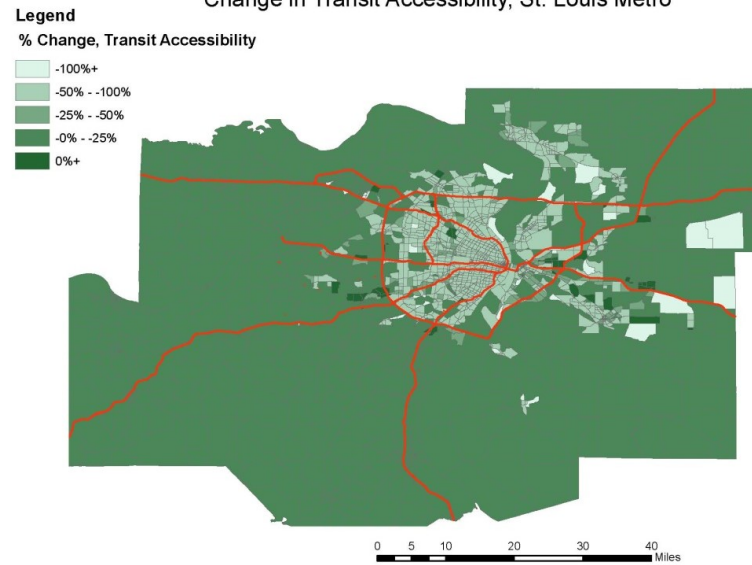 Change in Transit Accessibility, St. Louis Metro
Legend
% Change, Transit Accessibility
-100%+
-50% - -100%
-25% - -50%
-0% - -25%
0%+
0 5 10 20 30 40
Miles